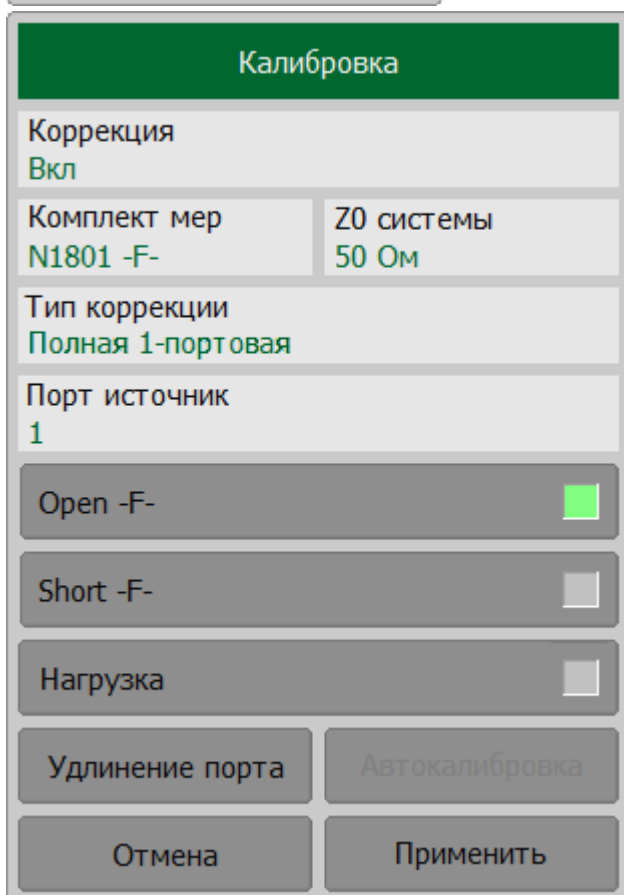 Калибровка
Коррекция
Вкл
Комплект мер
N1801 -F-
Z0 системы
50 Ом
Тип коррекции
Полная 1-портовая
Порт источник
1
Open -F-
Short -F-
Нагрузка
Удлинение порта
Автокалибровка
Отмена
Применить